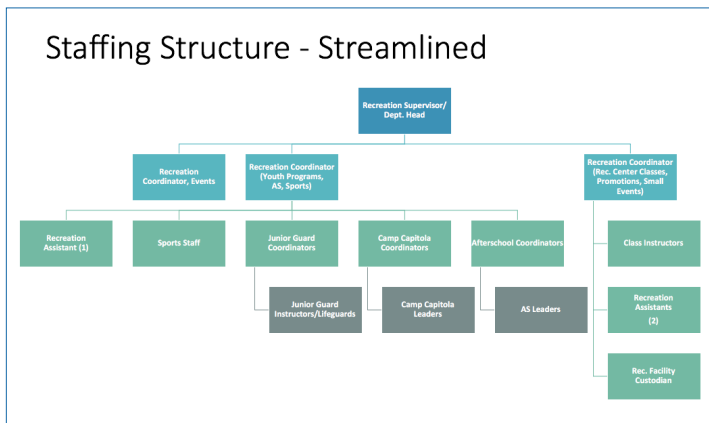 Staffing Structure - Streamlined
Recreation Supervisor/
Dept. Head
Recreation
Coordinator, Events
Recreation Coordinator
(Youth Programs,
AS, Sports)
Recreation Coordinator
(Rec. Center Classes,
Promotions, Small
Events)
Recreation
Assistant (1)
Sports Staff
Junior Guard
Coordinators
Camp Capitola
Coordinators
Afterschool Coordinators
Class Instructors
Junior Guard
Instructors/Lifeguards
Camp Capitola
Leaders
AS Leaders
Recreation
Assistants
(2)
Rec. Facility
Custodian